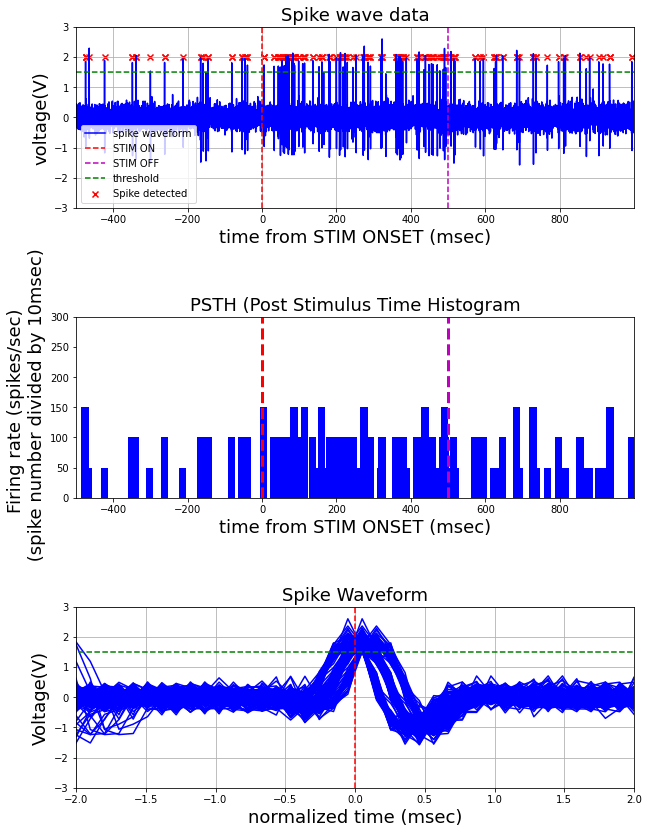 Spike wave data
voltage(V)
3
2
1
0
−1
−2
−3
spike waveform
STIM ON
STIM OFF
threshold
Spike detected
−400 −200 0 200 400 600 800
time from STIM ONSET (msec)
PSTH (Post Stimulus Time Histogram
Firing rate (spikes/sec)
(spike number divided by 10msec)
300
250
200
150
100
50
0
−400 −200 0 200 400 600 800
time from STIM ONSET (msec)
Spike Waveform
Voltage(V)
3
2
1
0
−1
−2
−3
−2.0 −1.5 −1.0 −0.5 0.0 0.5 1.0 1.5 2.0
normalized time (msec)